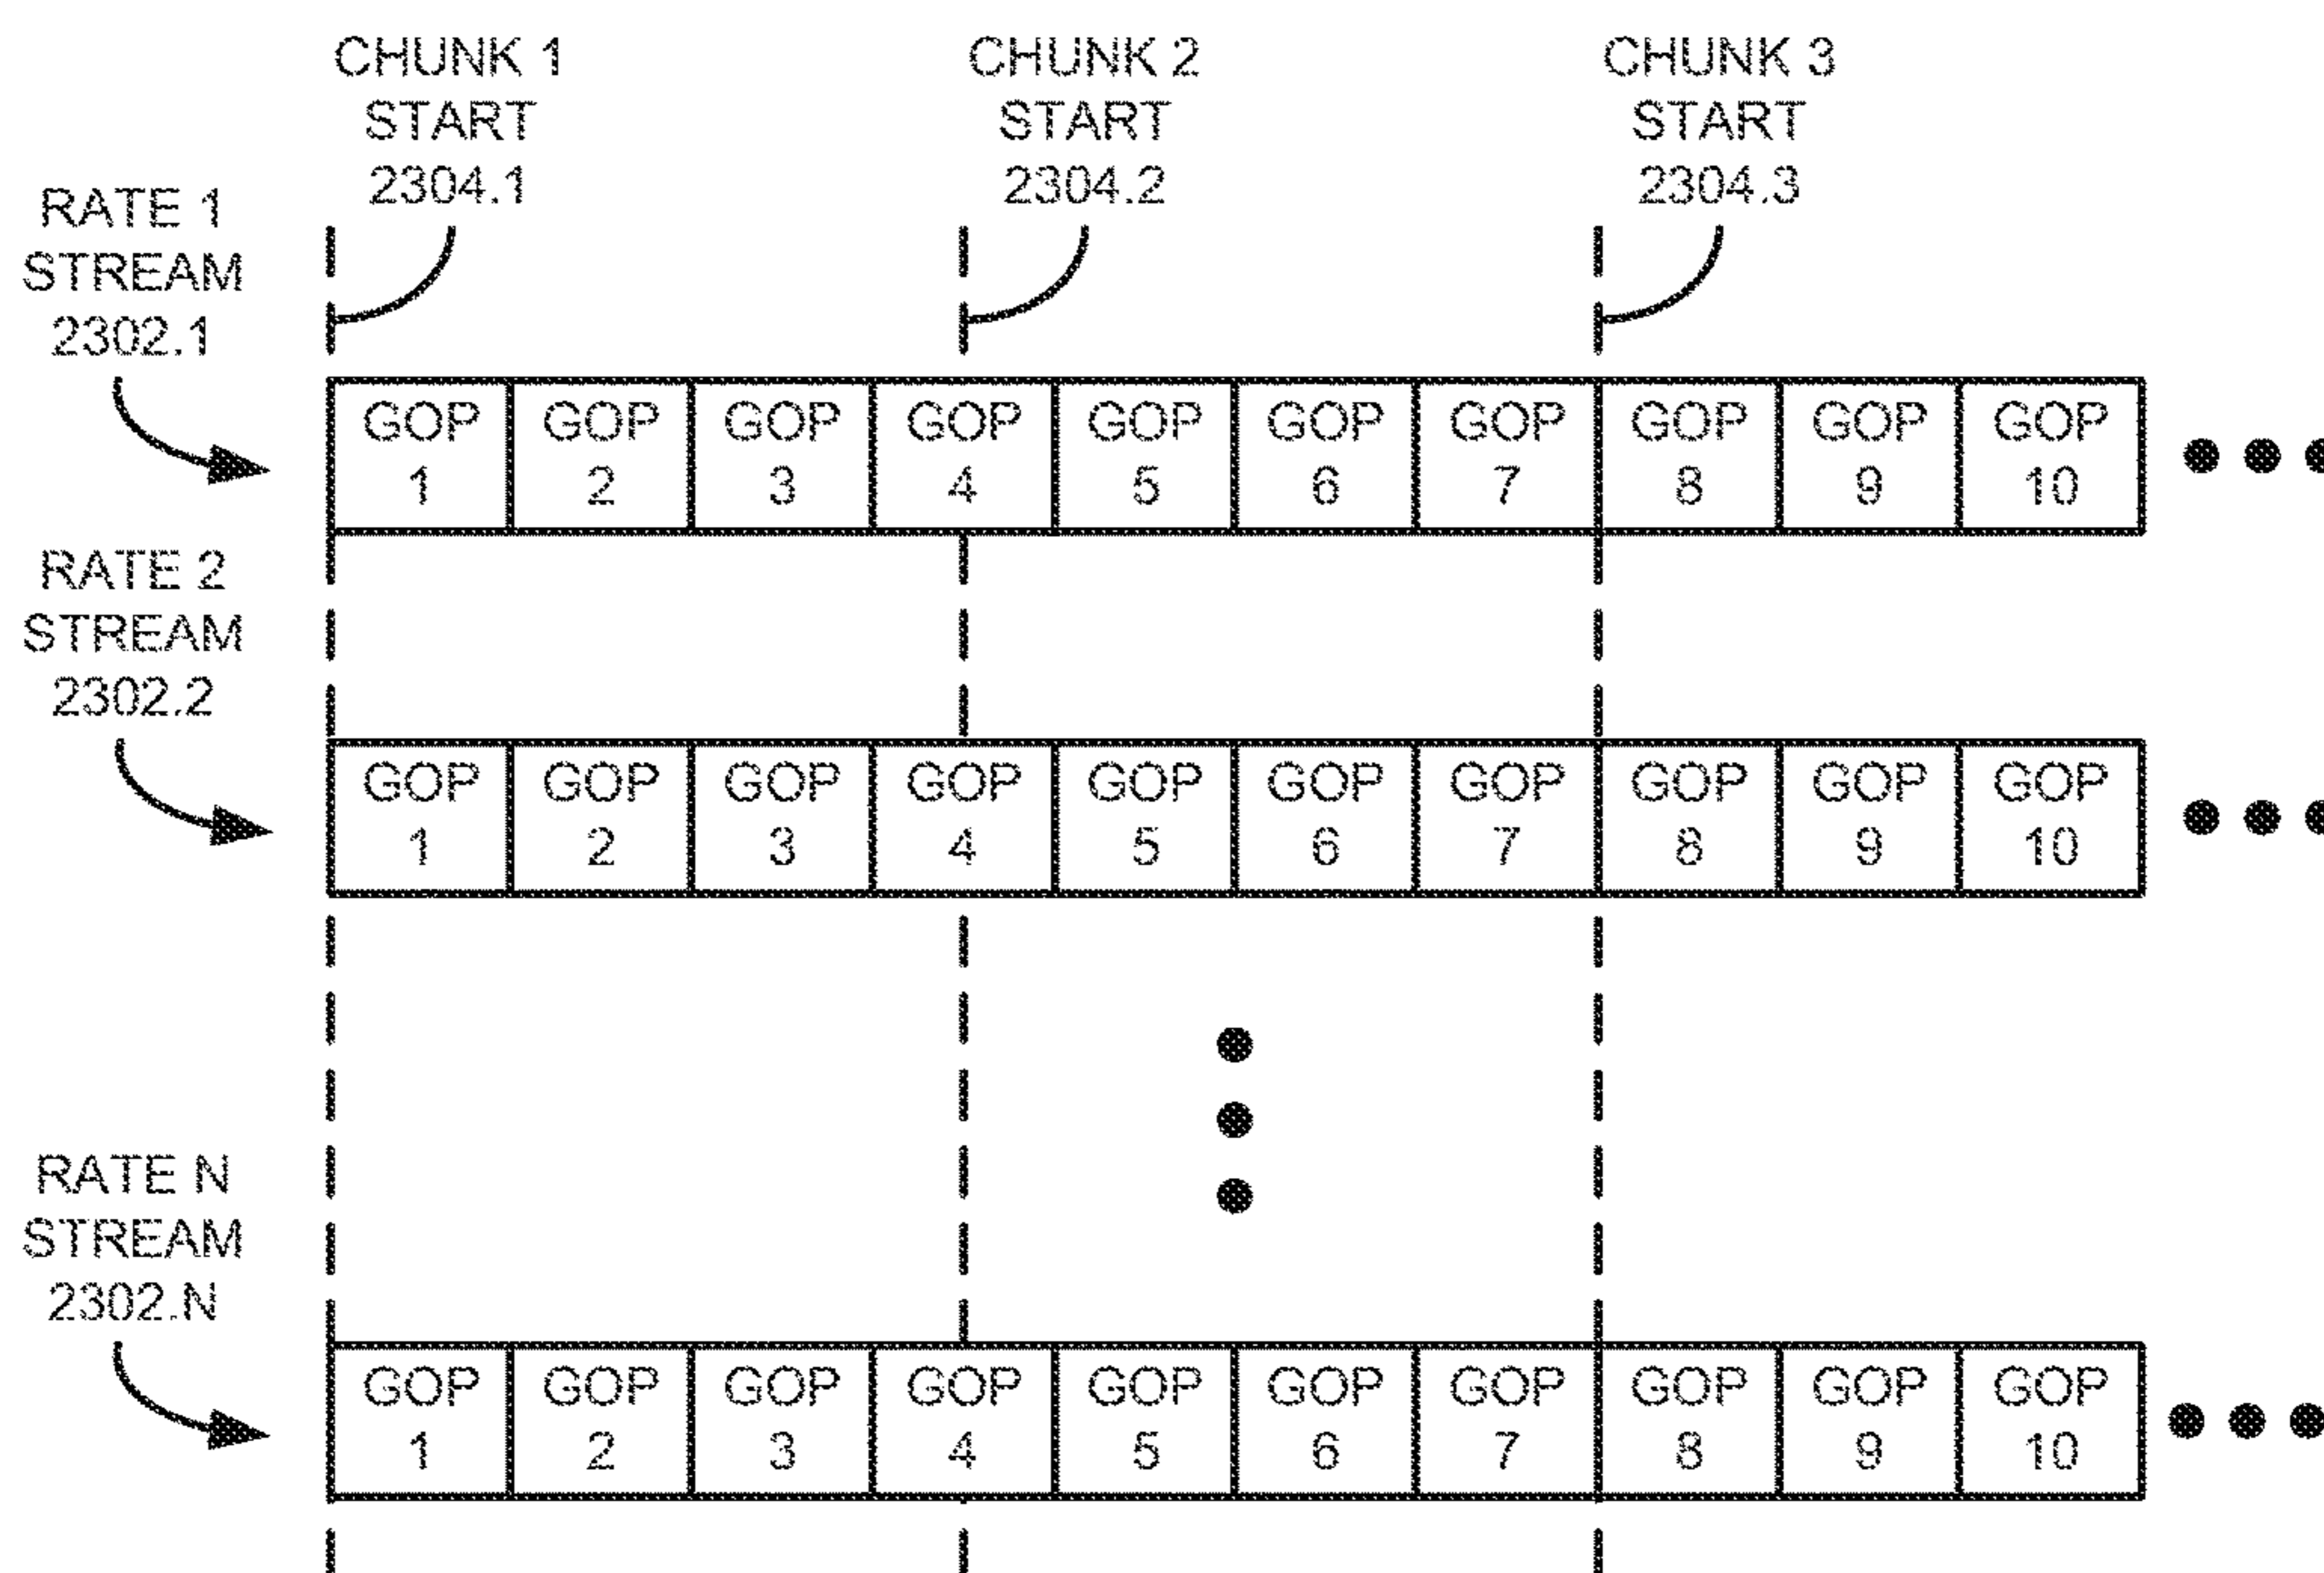 CHUNK 1
START
2304.1
CHUNK 2
START
2304.2
CHUNK 3
START
2304.3
RATE 1
STREAM
2302.1
GOP GOP GOP GOP GOP GOP GOP GOP GOP GOP
1 2 3 4 5 6 7 8 9 10
RATE 2
STREAM
2302.2
GOP GOP GOP GOP GOP GOP GOP GOP GOP GOP
1 2 3 4 5 6 7 8 9 10
RATE N
STREAM
2302.N
GOP GOP GOP GOP GOP GOP GOP GOP GOP GOP
1 2 3 4 5 6 7 8 9 10